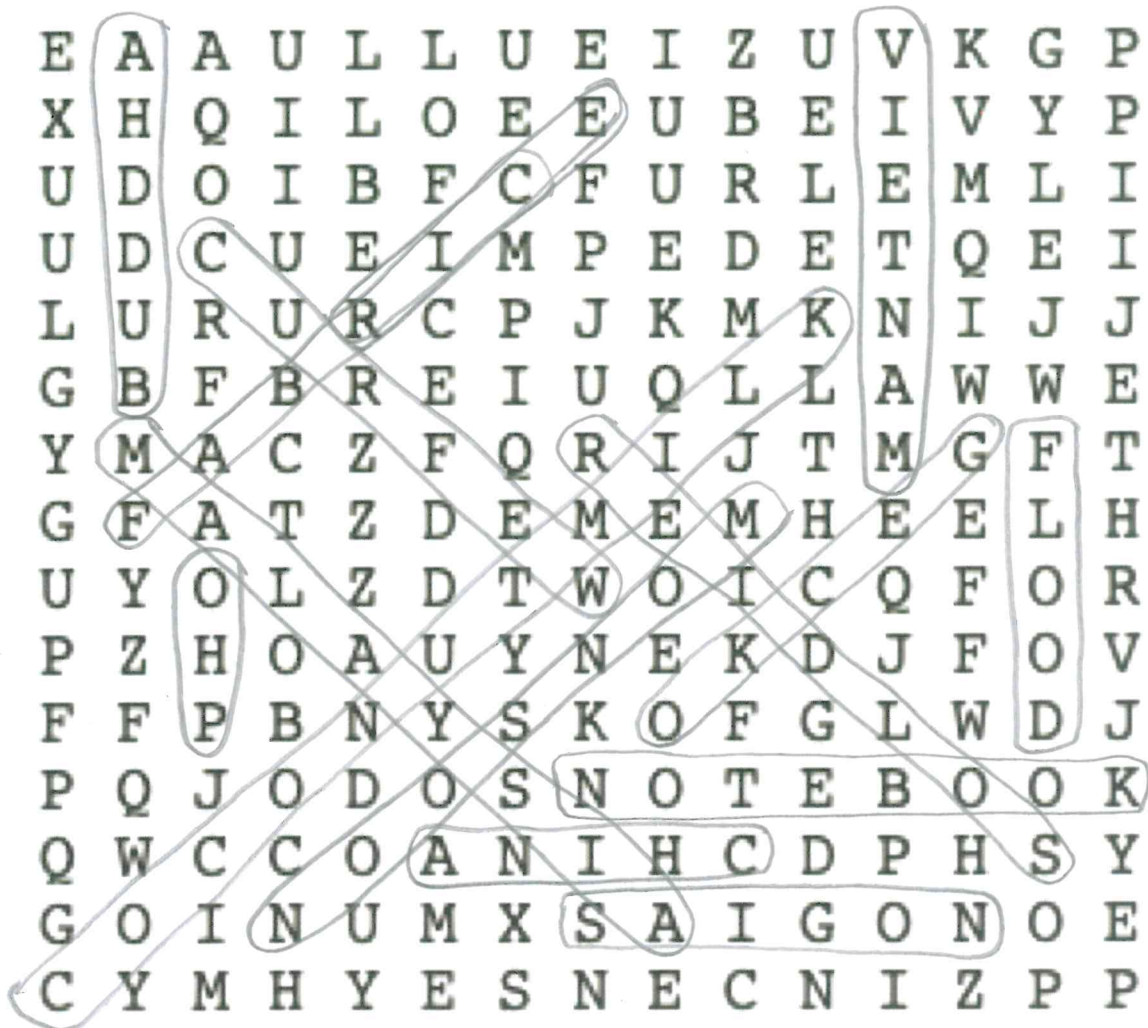 E A A U L L U E I Z U V K G P
X H Q I L O E E U B E I V Y P
U D O I B F C F U R L E M L I
U D C U E I M P E D E T Q E I
L U R U R C P J K M K N I J J
G B F B R E I U Q L L A W W E
Y M A C Z F Q R I J T M G F T
G F A T Z D E M E M H E E L H
U Y O L Z D T W O I C Q F O R
P Z H O A U Y N E K D J F O V
F F P B N Y S K O F G L W D J
P Q J O D O S N O T E B O O K
Q W C C O A N I H C D P H S Y
G O I N U M X S A I G O N O E
C Y M H Y E S N E C N I Z P P